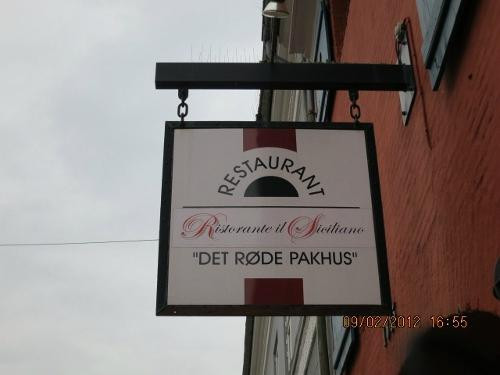 RESTAURANT
Ristorante il Siciliano
"DET RØDE PAKHUS"
09/02/2012 16:55